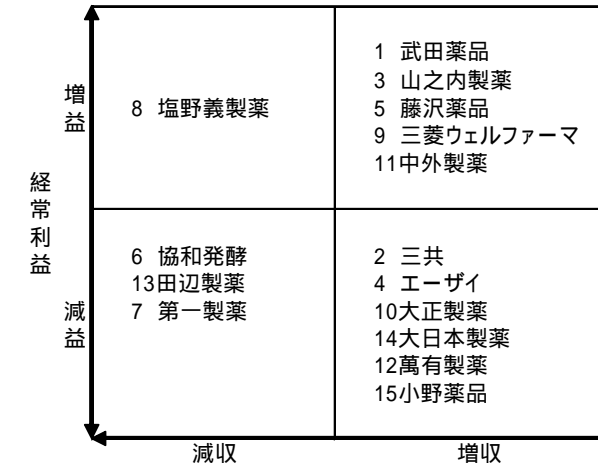 増益
減益
経常利益
8 塩野義製薬
1 武田薬品
3 山之内製薬
5 藤沢薬品
9 三菱ウェルファーマ
11中外製薬
6 協和発酵
13田辺製薬
7 第一製薬
2 三共
4 エーザイ
10大正製薬
14大日本製薬
12萬有製薬
15小野薬品
減収
増収